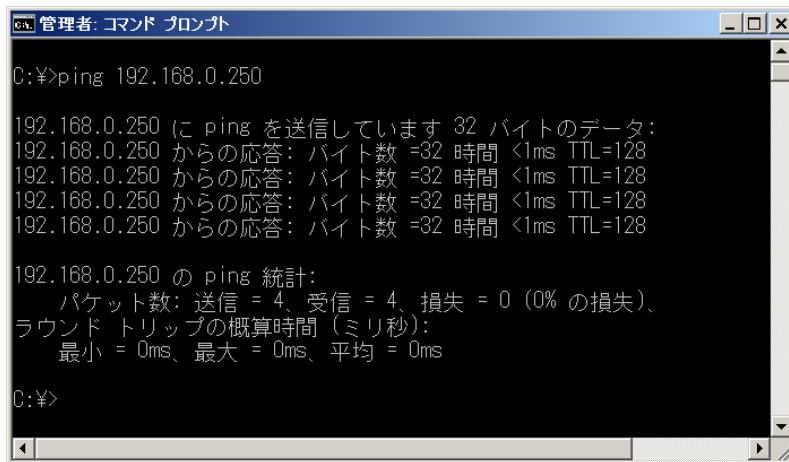 管理者: コマンド プロンプト
C:¥>ping 192.168.0.250
192.168.0.250 に ping を送信しています 32 バイトのデータ:
192.168.0.250 からの応答: バイト数 =32 時間 <1ms TTL=128
192.168.0.250 からの応答: バイト数 =32 時間 <1ms TTL=128
192.168.0.250 からの応答: バイト数 =32 時間 <1ms TTL=128
192.168.0.250 からの応答: バイト数 =32 時間 <1ms TTL=128
192.168.0.250 の ping 統計:
パケット数: 送信 = 4、受信 = 4、損失 = 0 (0% の損失)、
ラウンド トリップの概算時間 (ミリ秒):
最小 = 0ms、最大 = 0ms、平均 = 0ms
C:¥>